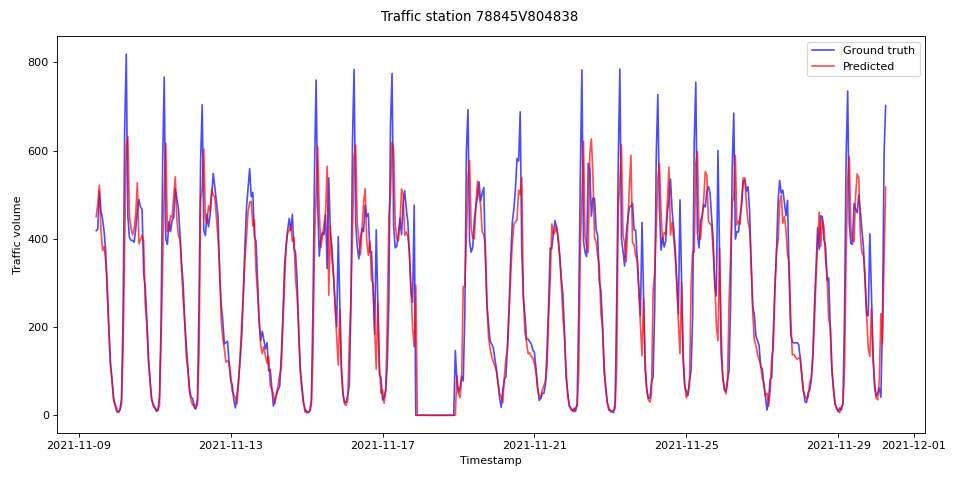 Traffic station 78845V804838
Ground truth
Predicted
Traffic volume
800
600
400
200
0
2021-11-09
2021-11-13
2021-11-17
2021-11-21
2021-11-25
2021-11-29
2021-12-01
Timestamp